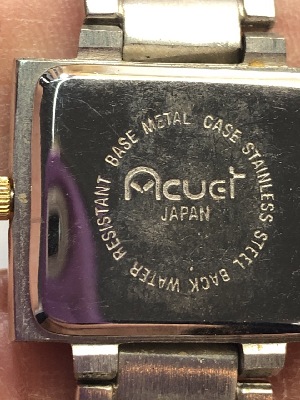 BASE METAL CASE STAINLESS STEEL BACK WATER RESISTANT
Acuet
JAPAN